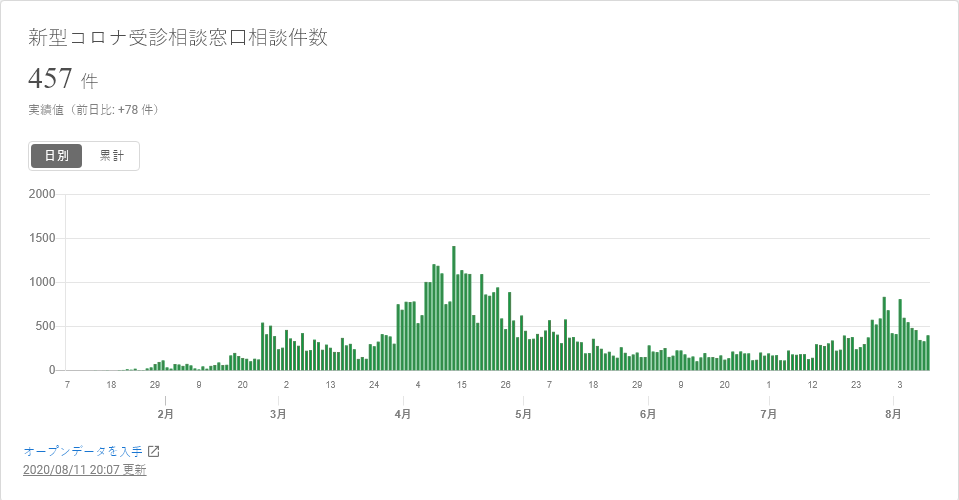 新型コロナ受診相談窓口相談件数
457 件
実績値（前日比: +78 件）
日別 累計
2000
1500
1000
500
0
7 18 29 9 20 2 13 24 4 15 26 7 18 29 9 20 1 12 23 3
2月 3月 4月 5月 6月 7月 8月
オープンデータを入手
2020/08/11 20:07 更新